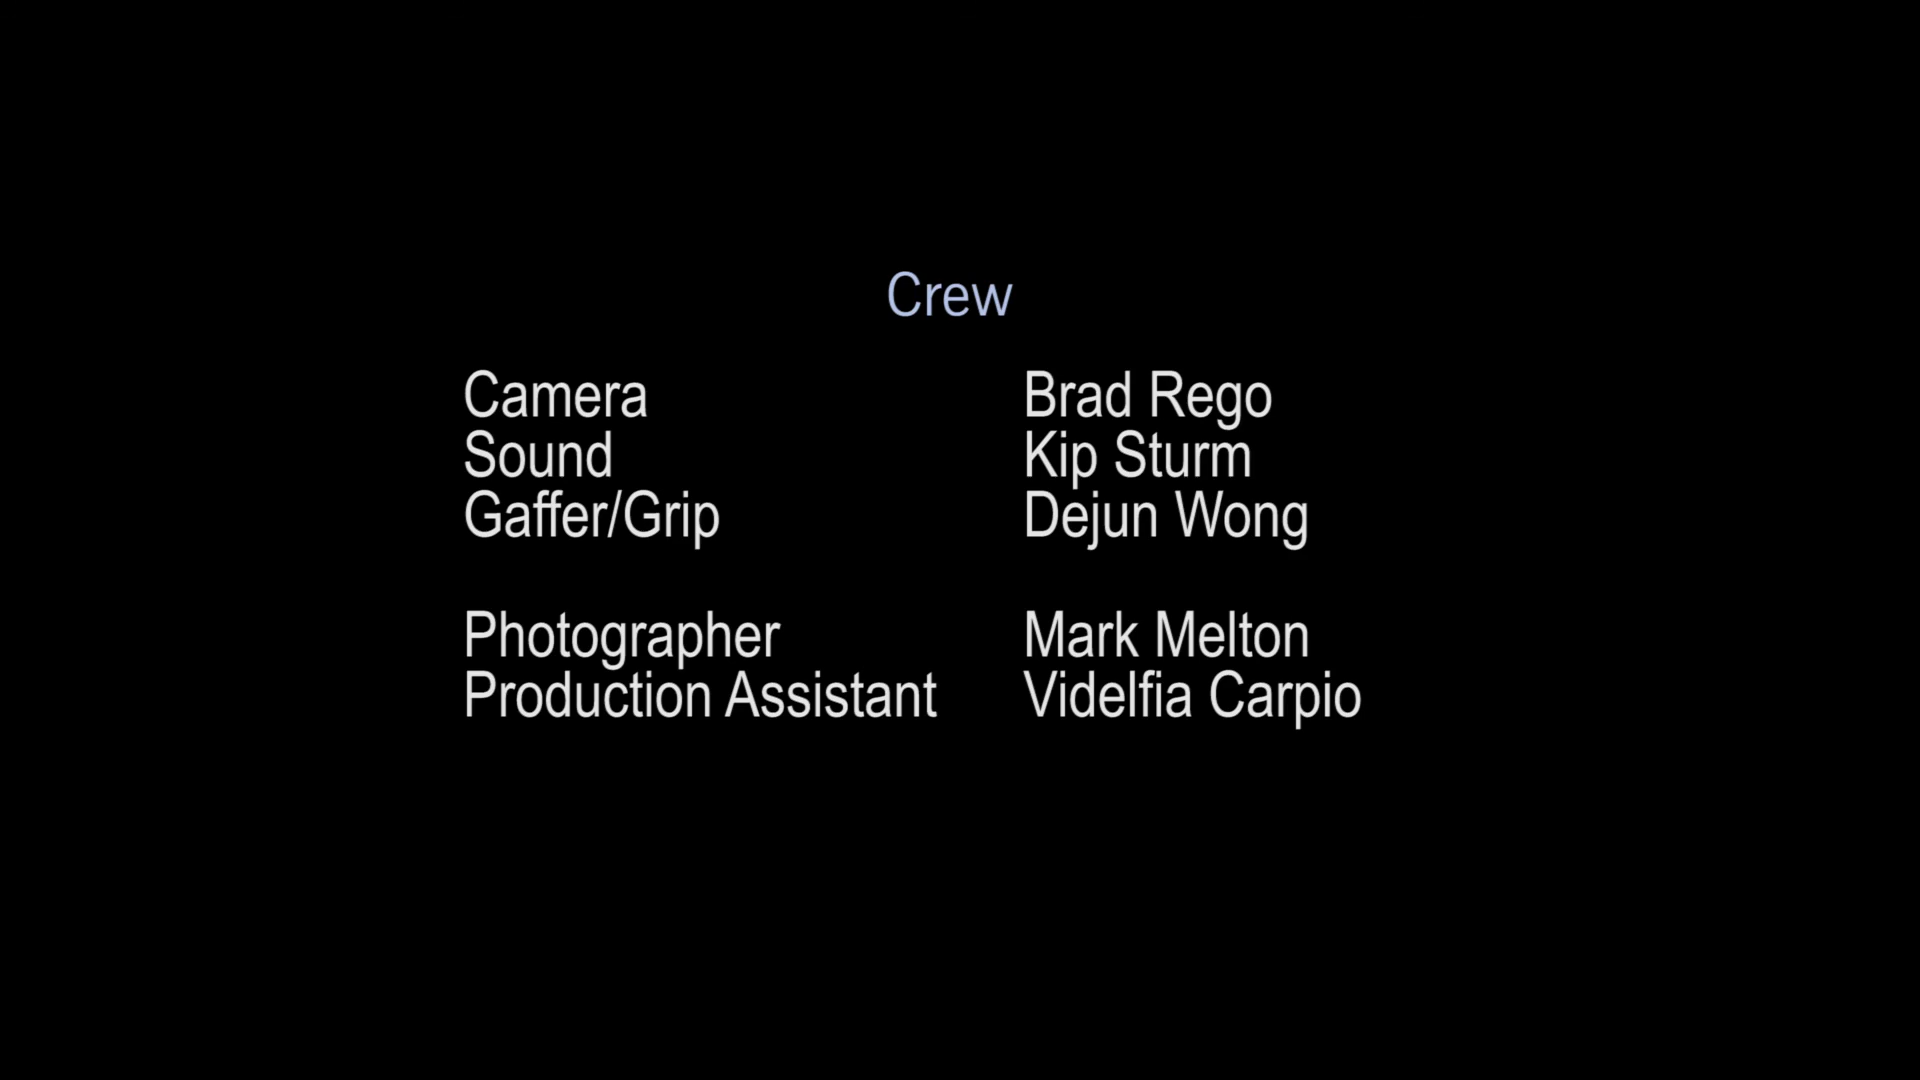 Crew
Camera Brad Rego
Sound Kip Sturm
Gaffer/Grip Dejun Wong
Photographer Mark Melton
Production Assistant Videlfia Carpio